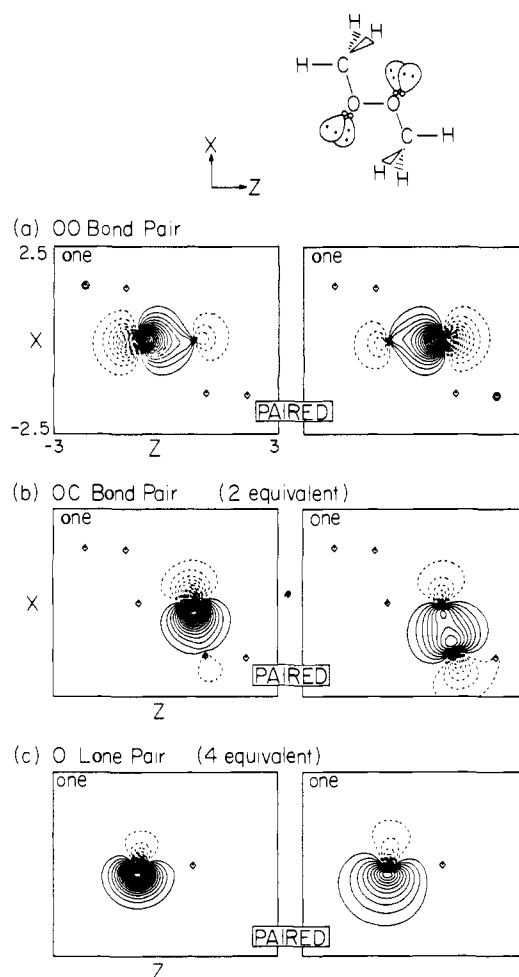 H H
H C
O O
C H
H H
X
Z
(a) OO Bond Pair
2.5 one one
X
-2.5 PAIRED
-3 Z 3
(b) OC Bond Pair (2 equivalent)
one one
X
PAIRED
Z
(c) O Lone Pair (4 equivalent)
one one
PAIRED
Z